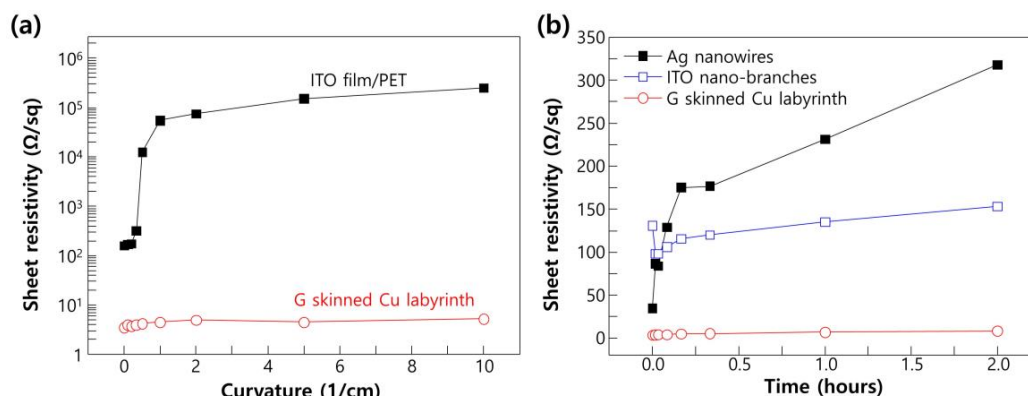 (a)
10⁶
10⁵
10⁴
10³
10²
10¹
1
Sheet resistivity (Ω/sq)
ITO film/PET
G skinned Cu labyrinth
0 2 4 6 8 10
Curvature (1/cm)
(b)
350
300
250
200
150
100
50
0
Sheet resistivity (Ω/sq)
Ag nanowires
ITO nano-branches
G skinned Cu labyrinth
0.0 0.5 1.0 1.5 2.0
Time (hours)